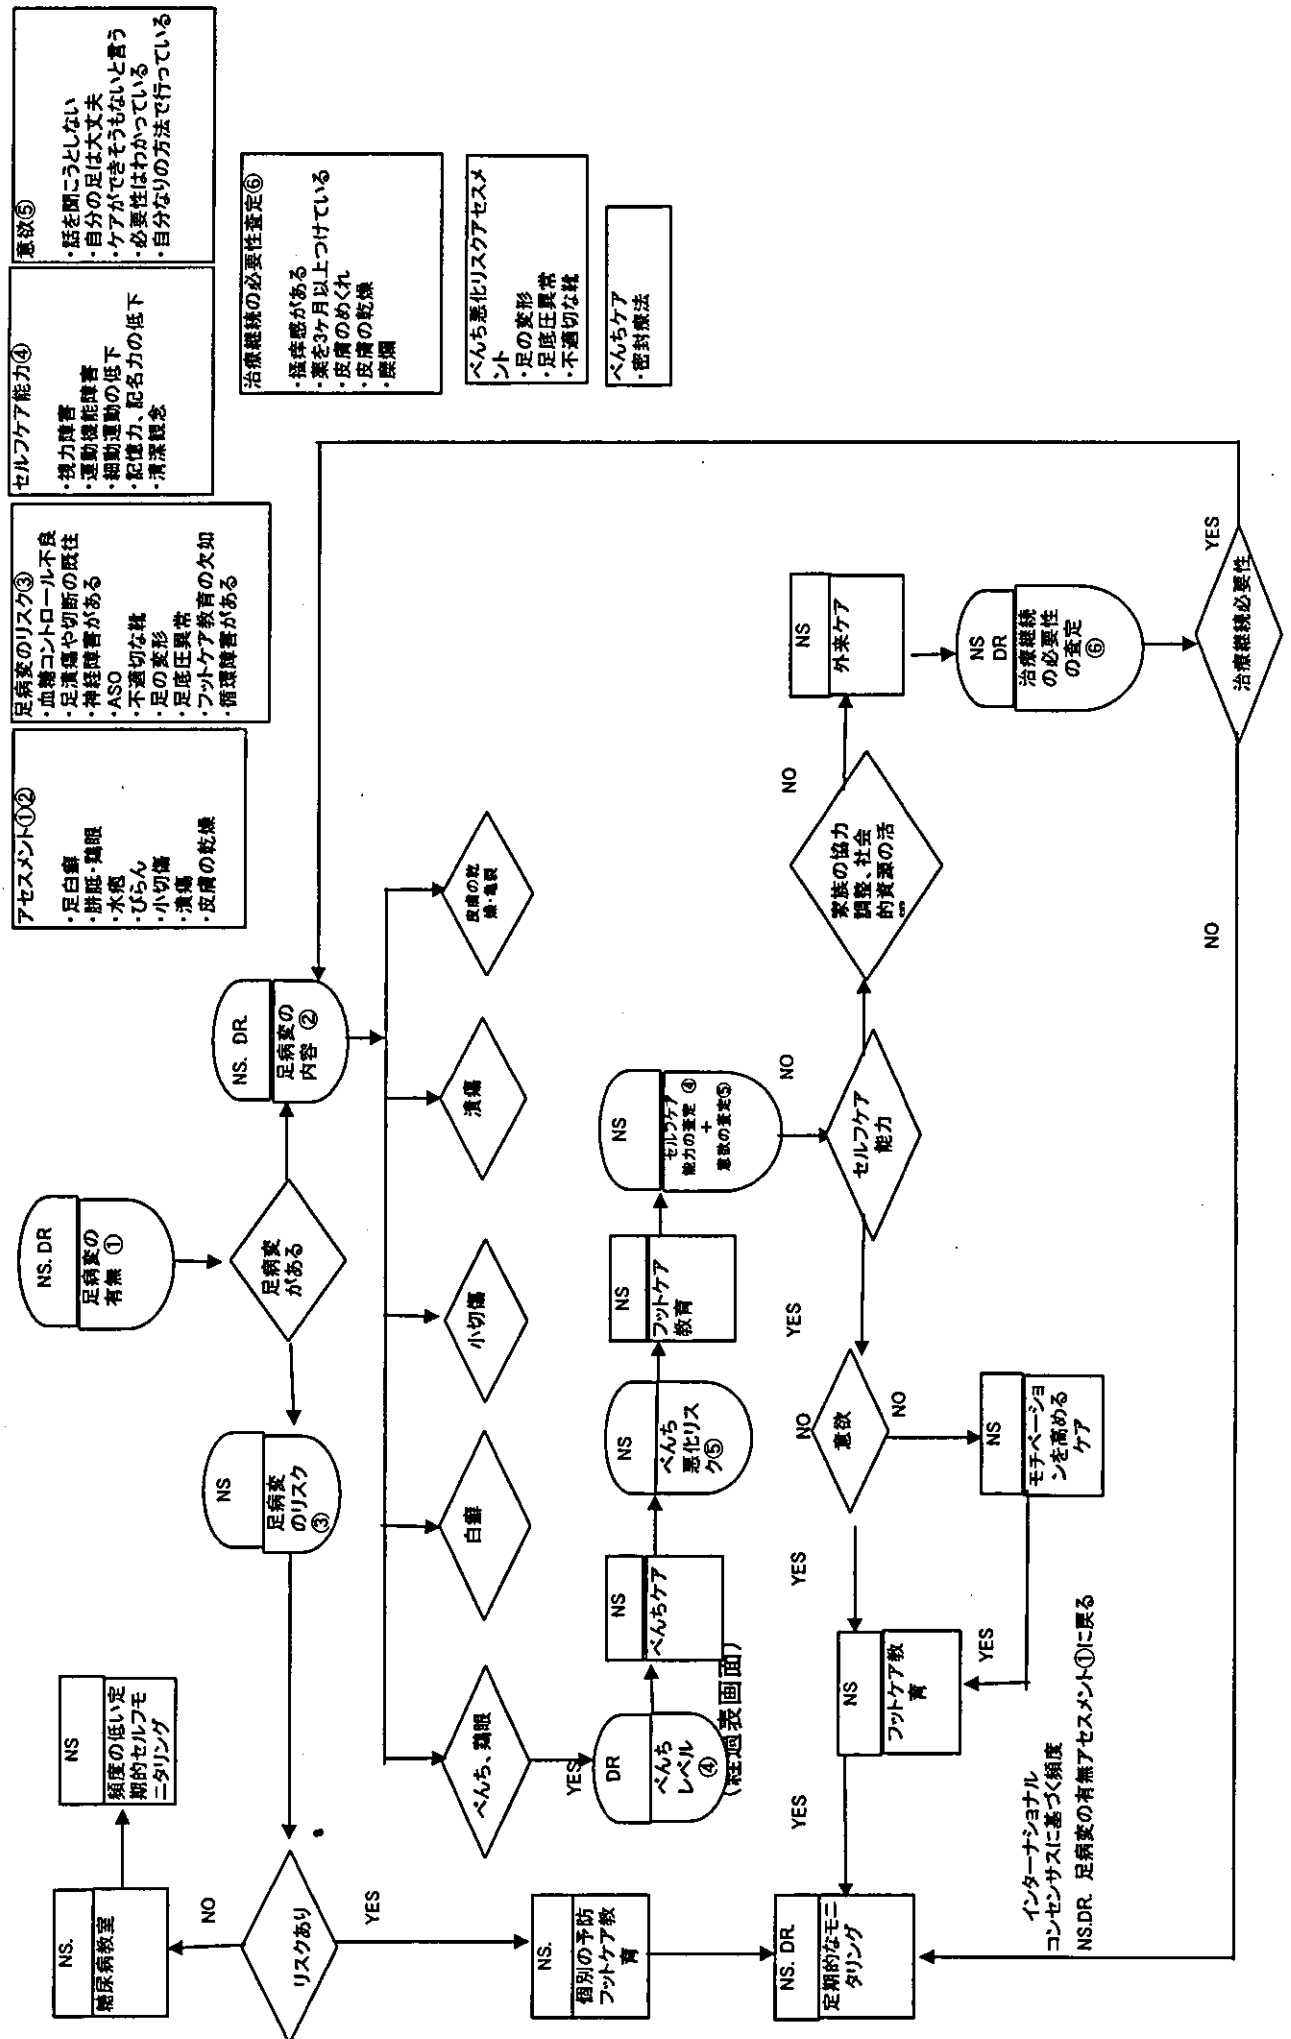 NS. DR
足病変の
有無 ①
足病変
がある
NS. DR.
足病変の
内容 ②
NS
足病変
のリスク
③
リスクあり
NO
YES
NS.
糖尿病教室
NS
頻度の低い定
期的セルフモ
ニタリング
NS.
個別の予防
フットケア教
育
NS. DR.
定期的なモニ
タリング
べんち、鶏眼
白癬
小切傷
潰瘍
皮膚の乾
燥・亀裂
YES
DR
べんち
レベル
④
(経過表画面)
NS
べんちケア
NS
べんち
悪化リス
ク⑤
NS
フットケア
教育
NS
セルフケア
能力の査定 ④
+
意欲の査定⑤
セルフケア
能力
YES
NO
意欲
NO
NO
YES
NS
モチベーショ
ンを高める
ケア
YES
NS
フットケア教
育
YES
家族の協力
調整、社会
的資源の活
NO
NS
外来ケア
NS
DR
治療継続
の必要性
の査定
⑥
治療継続必要性
YES
NO
インターナショナル
コンセンサスに基づく頻度
NS.DR. 足病変の有無アセスメント①に戻る
アセスメント①②
・足白癬
・胼胝・鶏眼
・水疱
・びらん
・小切傷
・潰瘍
・皮膚の乾燥
足病変のリスク③
・血糖コントロール不良
・足潰瘍や切断の既往
・神経障害がある
・ASO
・不適切な靴
・足の変形
・足底圧異常
・フットケア教育の欠如
・循環障害がある
セルフケア能力④
・視力障害
・運動機能障害
・細動運動の低下
・記憶力、記名力の低下
・清潔観念
意欲⑤
・話を聞こうとしない
・自分の足は大丈夫
・ケアができそうもないと言う
・必要性はわかっている
・自分なりの方法で行っている
治療継続の必要性査定⑥
・掻痒感がある
・薬を3ヶ月以上つけている
・皮膚のめくれ
・皮膚の乾燥
・糜爛
べんち悪化リスクアセスメ
ント
・足の変形
・足底圧異常
・不適切な靴
べんちケア
・密封療法